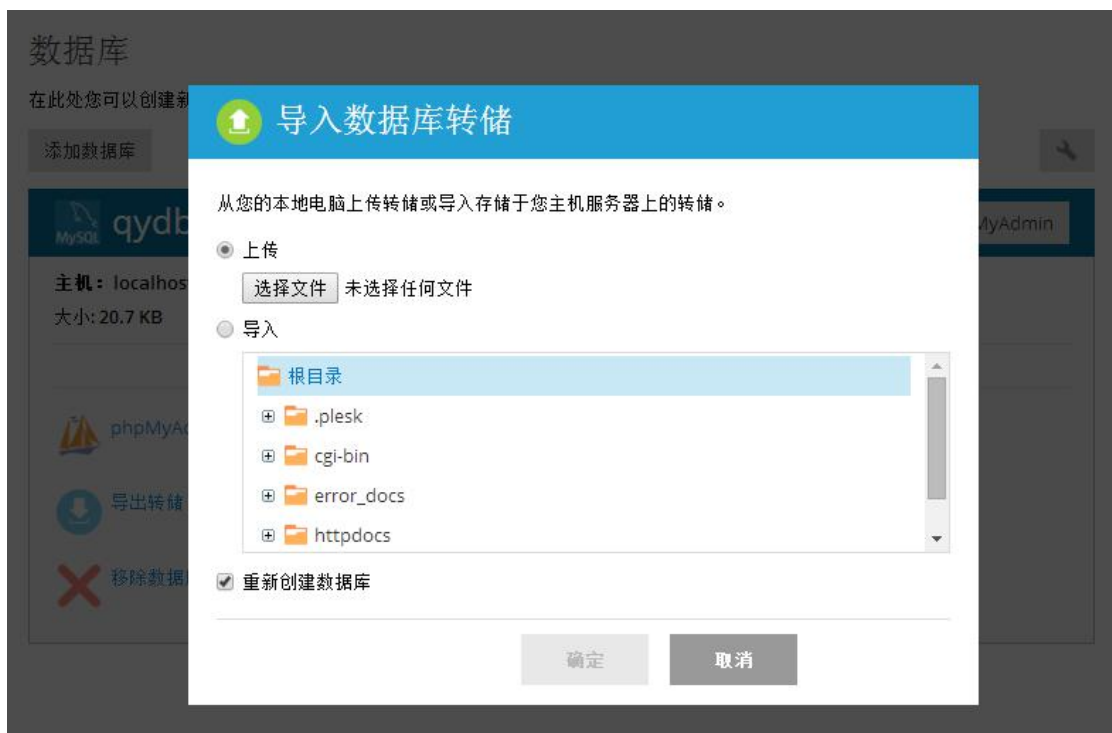 数据库
在此处您可以创建新
导入数据库转储
添加数据库
从您的本地电脑上传转储或导入存储于您主机服务器上的转储。
MySQL qydb
MyAdmin
上传
主机：localhos
选择文件 未选择任何文件
大小: 20.7 KB
导入
根目录
.plesk
phpMyAd
cgi-bin
导出转储
error_docs
httpdocs
移除数据
重新创建数据库
确定 取消